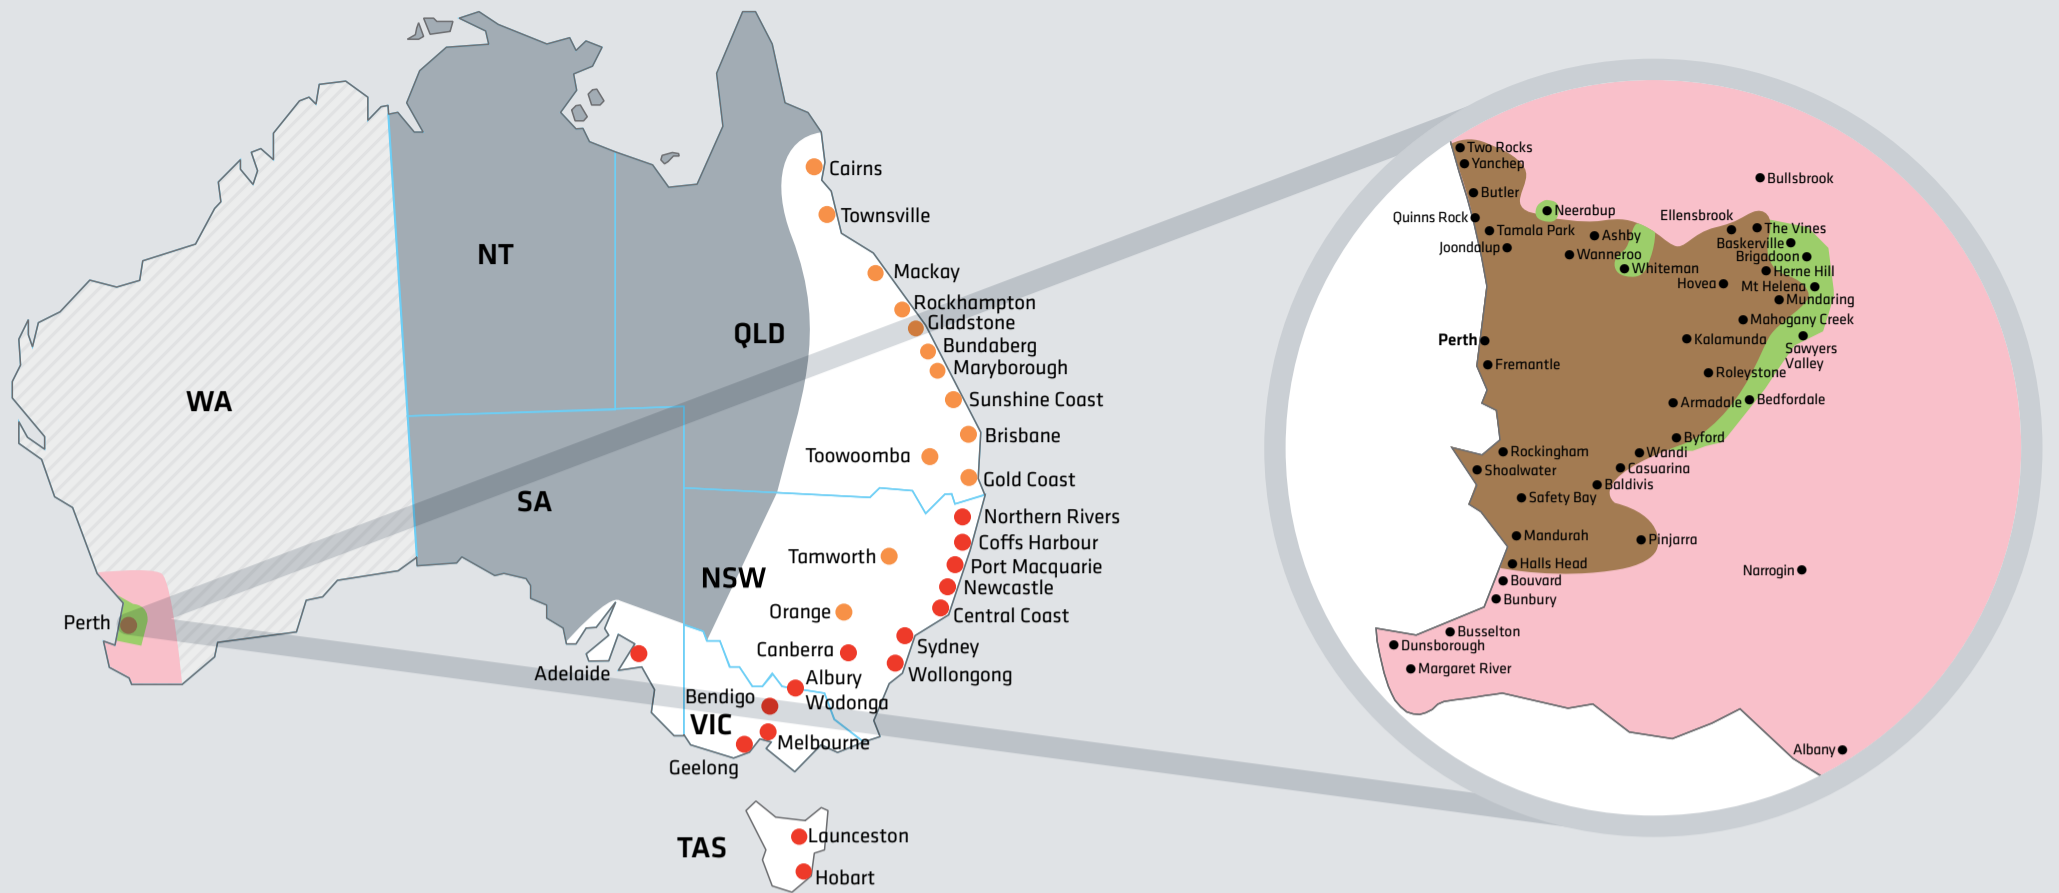 WA
NT
SA
QLD
NSW
VIC
TAS
Perth
Cairns
Townsville
Mackay
Rockhampton
Gladstone
Bundaberg
Maryborough
Sunshine Coast
Brisbane
Toowoomba
Gold Coast
Northern Rivers
Coffs Harbour
Tamworth
Port Macquarie
Newcastle
Orange
Central Coast
Sydney
Canberra
Wollongong
Adelaide
Albury
Wodonga
Bendigo
Melbourne
Geelong
Launceston
Hobart
Two Rocks
Yanchep
Bullsbrook
Butler
Neerabup
Quinns Rock
Ellensbrook
Tamala Park
The Vines
Ashby
Joondalup
Baskerville
Wanneroo
Brigadoon
Whiteman
Herne Hill
Hovea
Mt Helena
Mundaring
Mahogany Creek
Perth
Kalamunda
Sawyers
Valley
Fremantle
Roleystone
Armadale
Bedfordale
Byford
Rockingham
Wandi
Shoalwater
Casuarina
Baldivis
Safety Bay
Mandurah
Pinjarra
Halls Head
Narrogin
Bouvard
Bunbury
Busselton
Dunsborough
Margaret River
Albany